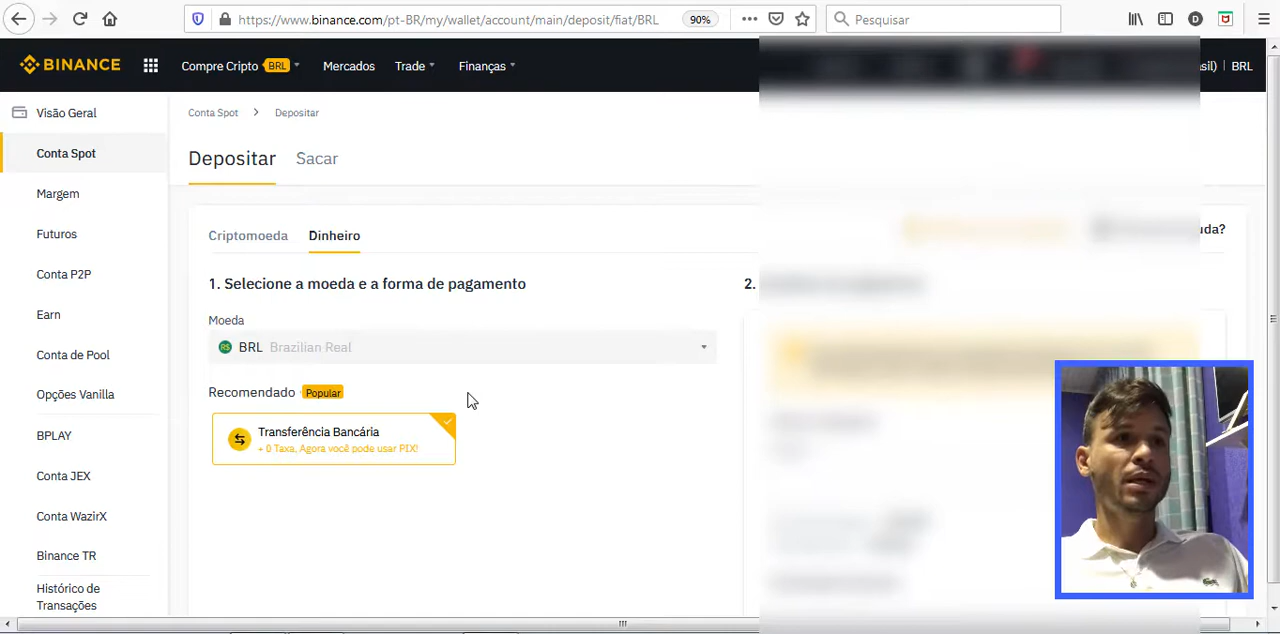 https://www.binance.com/pt-BR/my/wallet/account/main/deposit/fiat/BRL
90%
Pesquisar
BINANCE
Compre Cripto BRL
Mercados
Trade
Finanças
sil) | BRL
Visão Geral
Conta Spot
Margem
Futuros
Conta P2P
Earn
Conta de Pool
Opções Vanilla
BPLAY
Conta JEX
Conta WazirX
Binance TR
Histórico de
Transações
Conta Spot > Depositar
Depositar Sacar
Criptomoeda Dinheiro
uda?
1. Selecione a moeda e a forma de pagamento
Moeda
BRL Brazilian Real
Recomendado Popular
Transferência Bancária
+ 0 Taxa, Agora você pode usar PIX!
2.